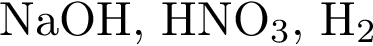 NaOH, HNO₃, H₂